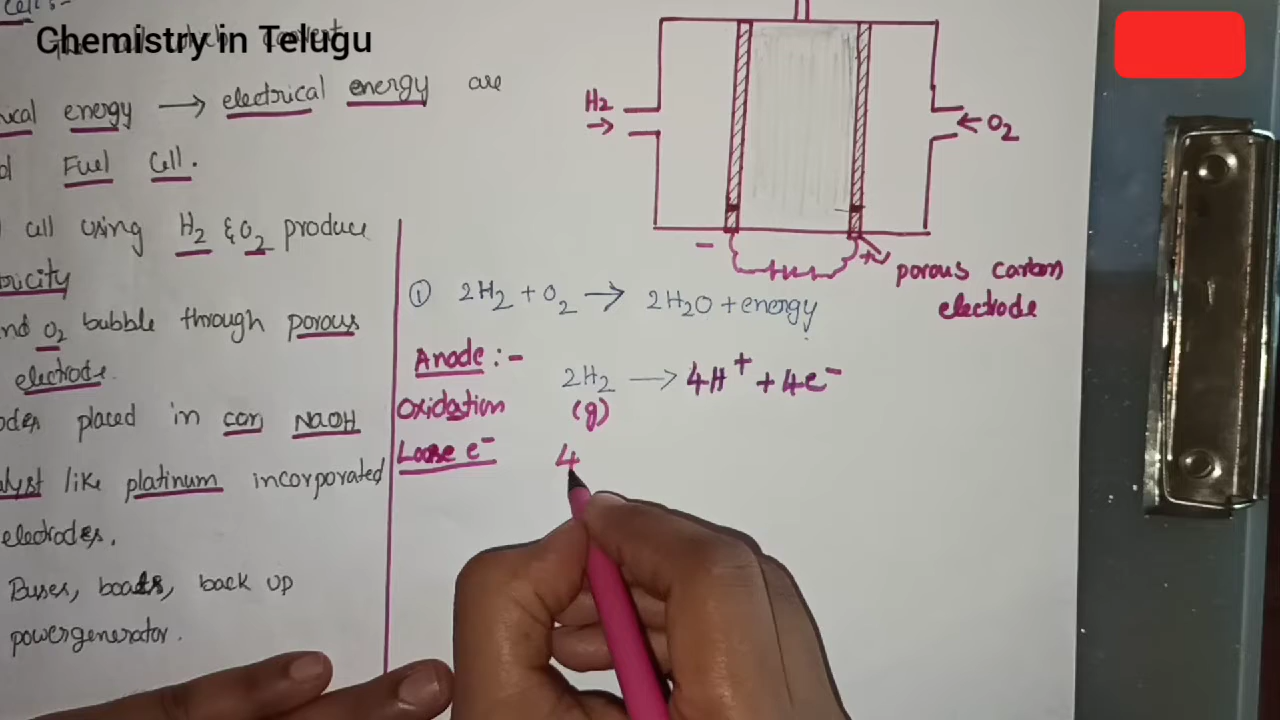 Chemistry in Telugu
energy → electrical energy are
Fuel Cell.
cell using H2 & O2 produce
and O2 bubble through porous
electrode.
placed in con NaOH
like platinum incorporated
electrodes.
Buses, boats, back up
powergenerator.
H2
→
← O2
-
+
porous carbon
electrode
① 2H2 + O2 → 2H2O + energy
Anode :-
2H2 → 4H+ + 4e-
Oxidation (g)
Loose e- 4